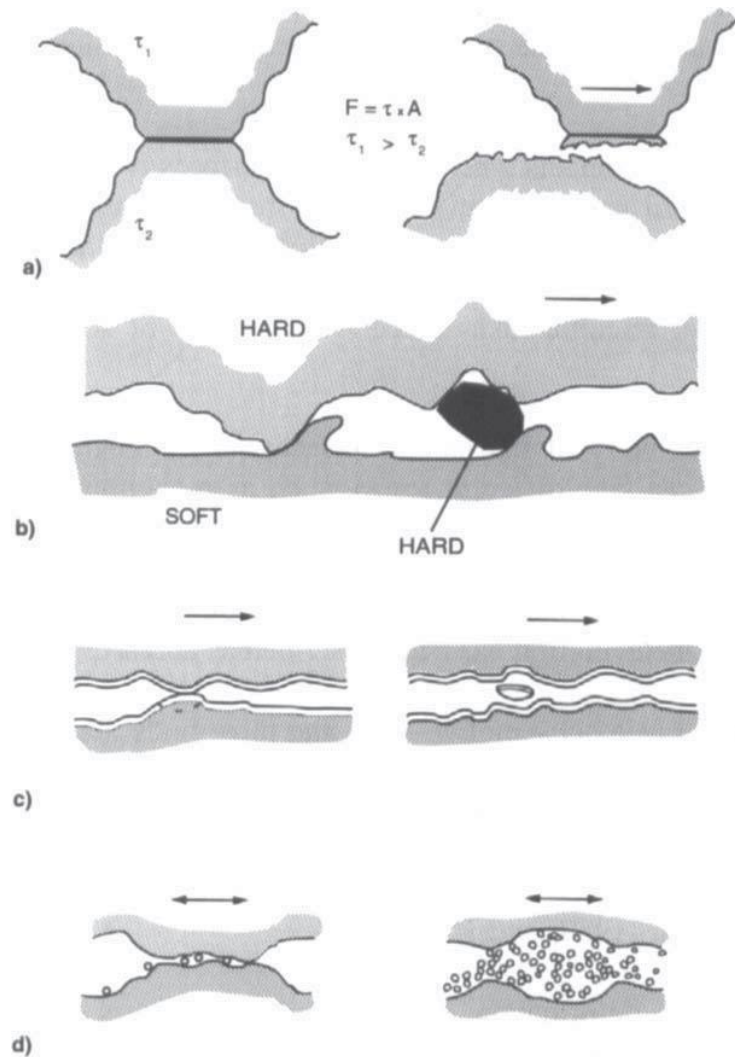 τ₁
F = τ × A
τ₁ > τ₂
τ₂
a)
HARD
SOFT
b)
HARD
c)
d)